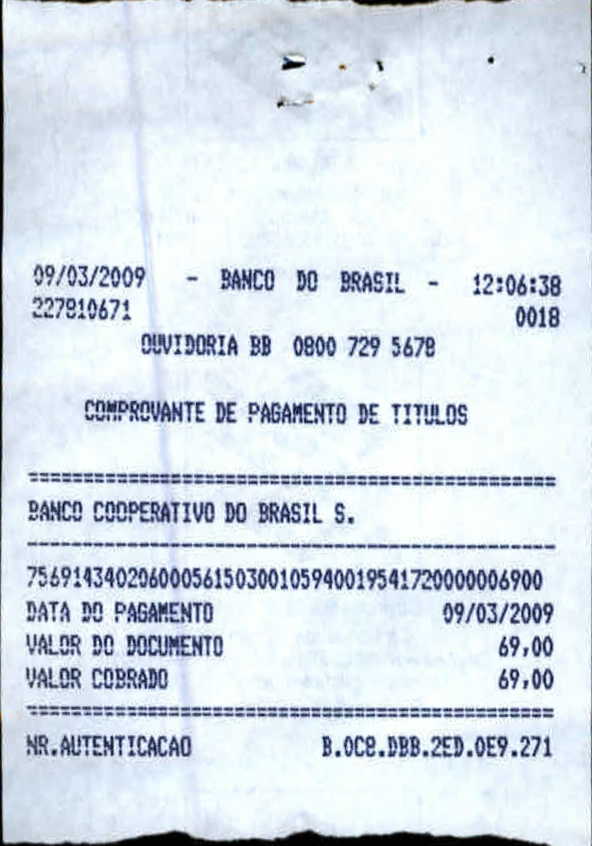 09/03/2009 - BANCO DO BRASIL - 12:06:38
227810671 0018
OUVIDORIA BB 0800 729 5678
COMPROVANTE DE PAGAMENTO DE TITULOS
================================================
BANCO COOPERATIVO DO BRASIL S.
------------------------------------------------
75691434020600056150300105940019541720000006900
DATA DO PAGAMENTO 09/03/2009
VALOR DO DOCUMENTO 69,00
VALOR COBRADO 69,00
================================================
NR.AUTENTICACAO B.0C8.DBB.2ED.0E9.271